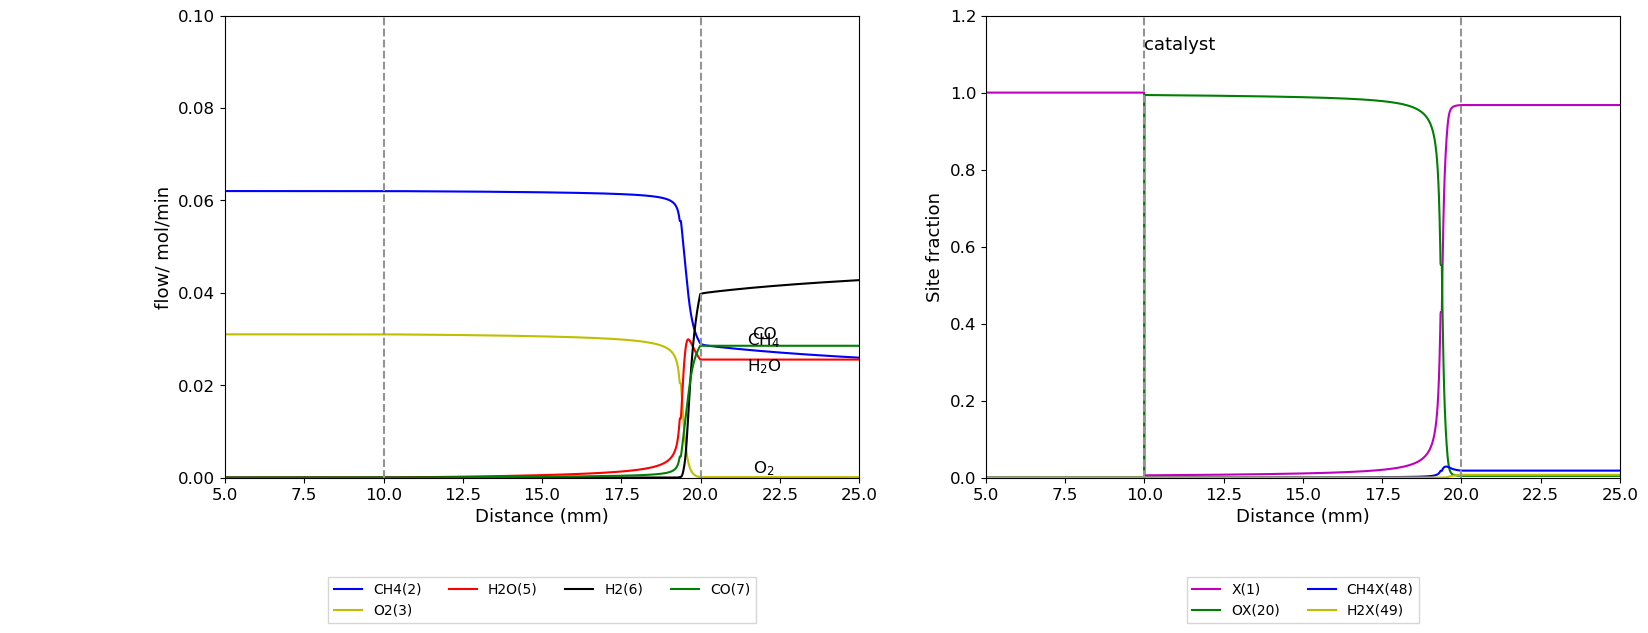 0.10
0.08
0.06
0.04
0.02
0.00
flow/ mol/min
CO
CH4
H2O
O2
5.0 7.5 10.0 12.5 15.0 17.5 20.0 22.5 25.0
Distance (mm)
CH4(2) H2O(5) H2(6) CO(7)
O2(3)
1.2
1.0
0.8
0.6
0.4
0.2
0.0
Site fraction
catalyst
5.0 7.5 10.0 12.5 15.0 17.5 20.0 22.5 25.0
Distance (mm)
X(1) CH4X(48)
OX(20) H2X(49)